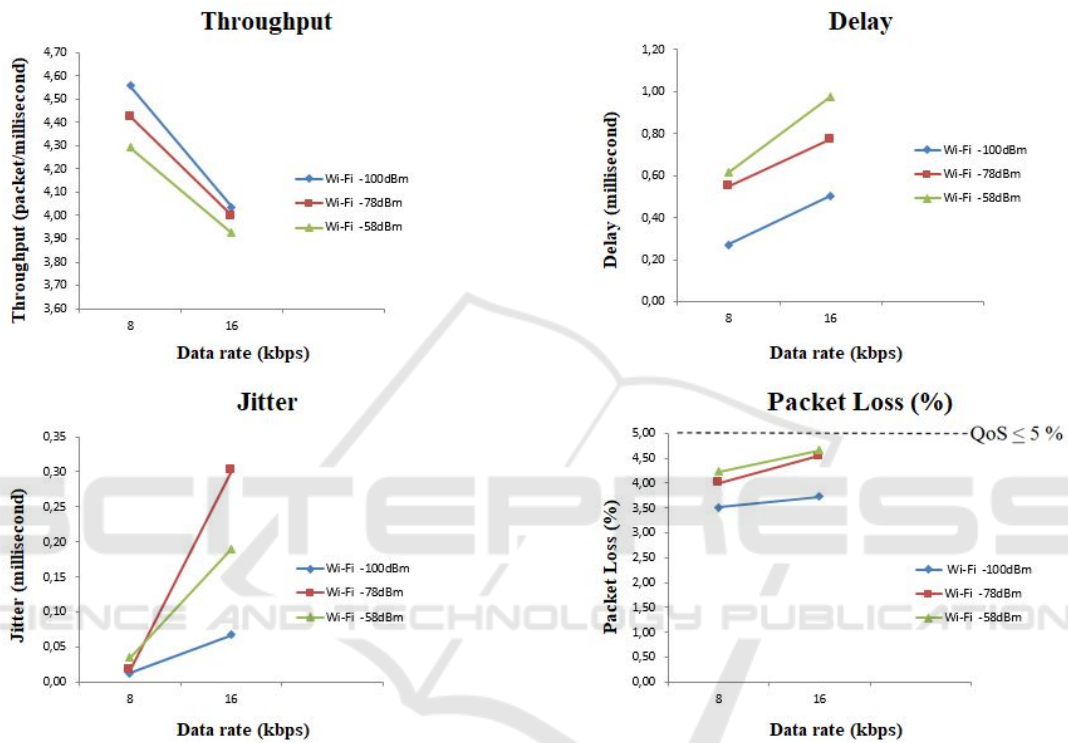 Throughput
Throughput (packet/millisecond)
4,70
4,60
4,50
4,40
4,30
4,20
4,10
4,00
3,90
3,80
3,70
3,60
8
16
Data rate (kbps)
Wi-Fi -100dBm
Wi-Fi -78dBm
Wi-Fi -58dBm
Delay
Delay (millisecond)
1,20
1,00
0,80
0,60
0,40
0,20
0,00
8
16
Data rate (kbps)
Wi-Fi -100dBm
Wi-Fi -78dBm
Wi-Fi -58dBm
Jitter
Jitter (millisecond)
0,35
0,30
0,25
0,20
0,15
0,10
0,05
0,00
8
16
Data rate (kbps)
Wi-Fi -100dBm
Wi-Fi -78dBm
Wi-Fi -58dBm
Packet Loss (%)
Packet Loss (%)
5,00
4,50
4,00
3,50
3,00
2,50
2,00
1,50
1,00
0,50
0,00
8
16
Data rate (kbps)
QoS ≤ 5 %
Wi-Fi -100dBm
Wi-Fi -78dBm
Wi-Fi -58dBm
SCITEPRESS
SCIENCE AND TECHNOLOGY PUBLICATIONS